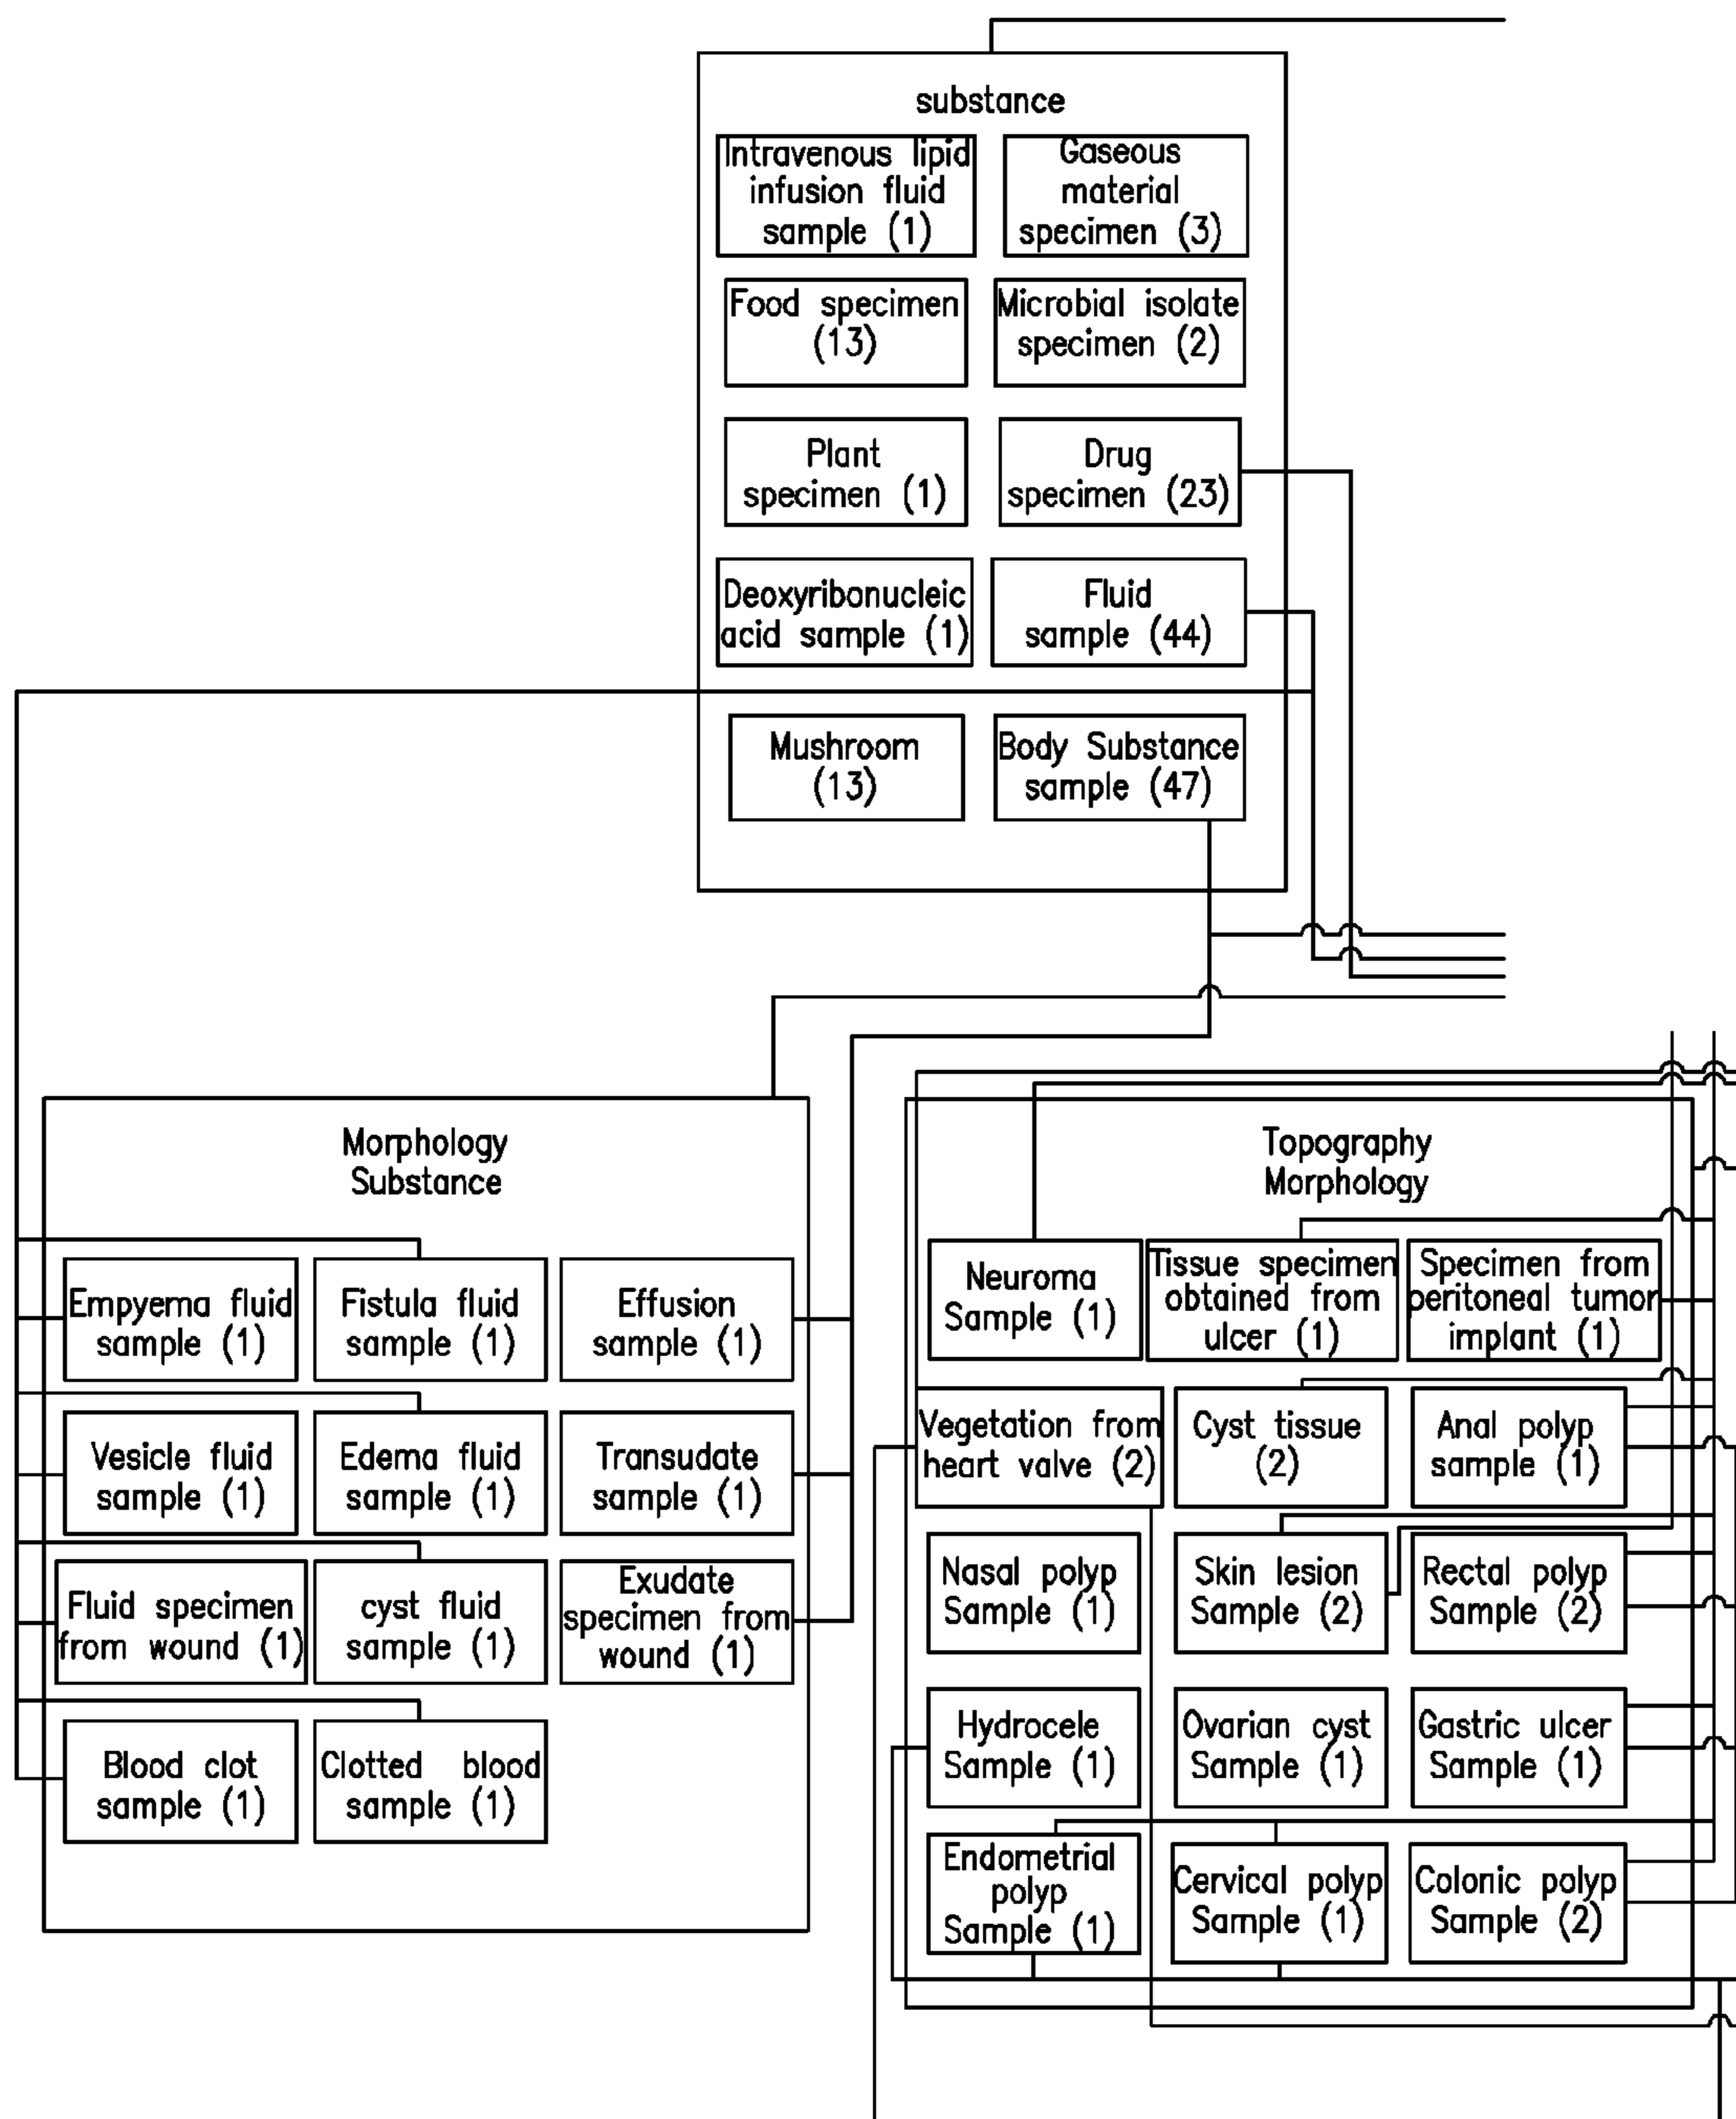 substance
Intravenous lipid
infusion fluid
sample (1)
Gaseous
material
specimen (3)
Food specimen
(13)
Microbial isolate
specimen (2)
Plant
specimen (1)
Drug
specimen (23)
Deoxyribonucleic
acid sample (1)
Fluid
sample (44)
Mushroom
(13)
Body Substance
sample (47)
Morphology
Substance
Empyema fluid
sample (1)
Fistula fluid
sample (1)
Effusion
sample (1)
Vesicle fluid
sample (1)
Edema fluid
sample (1)
Transudate
sample (1)
Fluid specimen
from wound (1)
cyst fluid
sample (1)
Exudate
specimen from
wound (1)
Blood clot
sample (1)
Clotted blood
sample (1)
Topography
Morphology
Neuroma
Sample (1)
Tissue specimen
obtained from
ulcer (1)
Specimen from
peritoneal tumor
implant (1)
Vegetation from
heart valve (2)
Cyst tissue
(2)
Anal polyp
sample (1)
Nasal polyp
Sample (1)
Skin lesion
Sample (2)
Rectal polyp
Sample (2)
Hydrocele
Sample (1)
Ovarian cyst
Sample (1)
Gastric ulcer
Sample (1)
Endometrial
polyp
Sample (1)
Cervical polyp
Sample (1)
Colonic polyp
Sample (2)